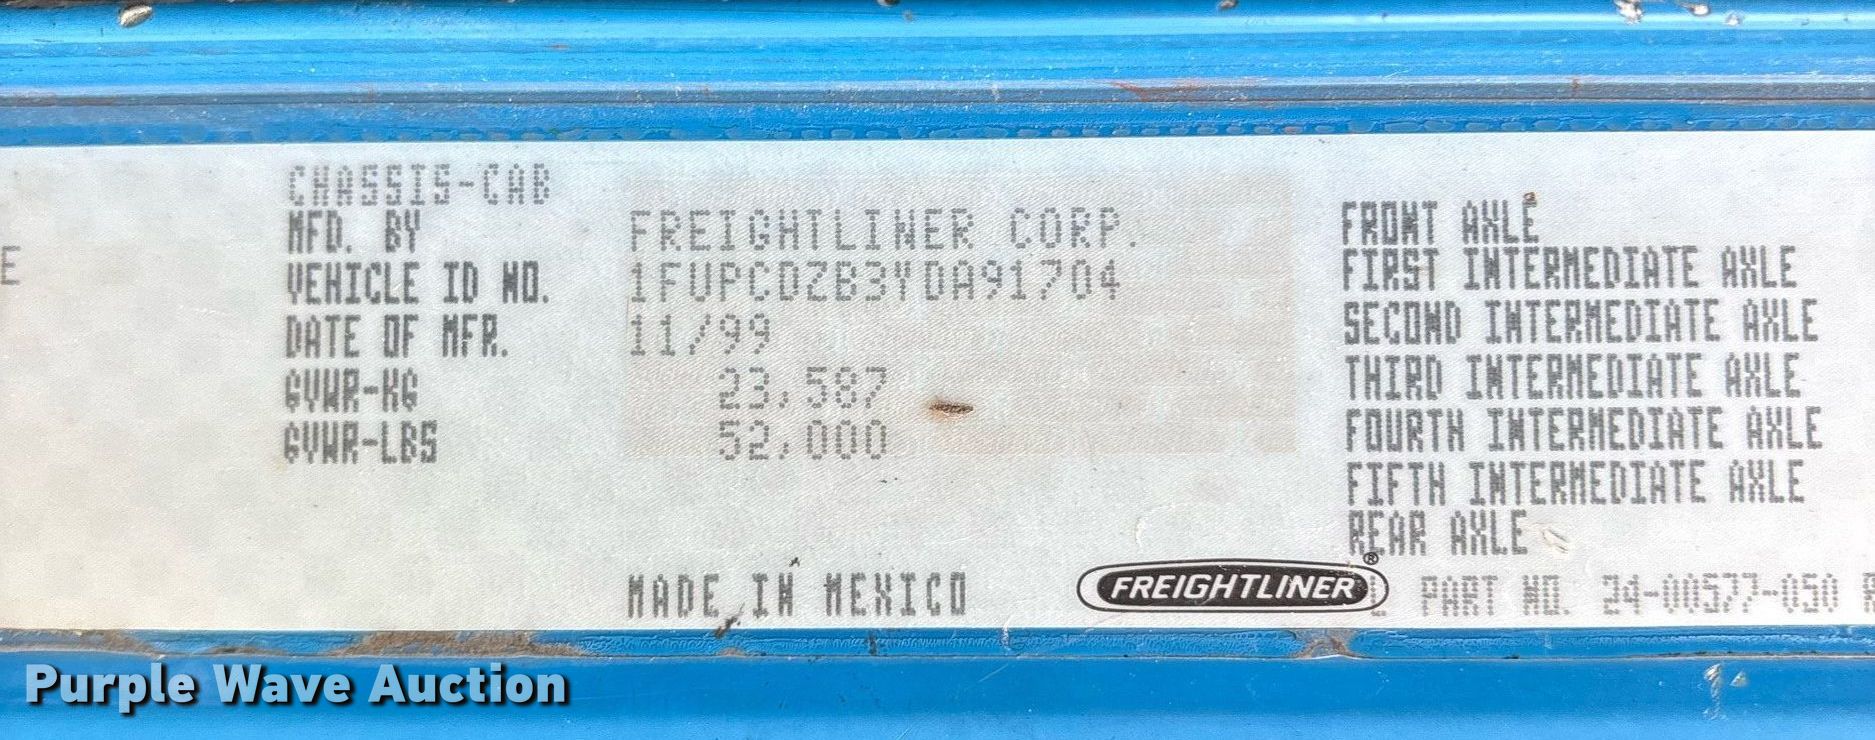 CHASSIS-CAB
MFD. BY FREIGHTLINER CORP.
VEHICLE ID NO. 1FUPCDZB3YDA91704
DATE OF MFR. 11/99
GVWR-KG 23,587
GVWR-LBS 52,000
E
FRONT AXLE
FIRST INTERMEDIATE AXLE
SECOND INTERMEDIATE AXLE
THIRD INTERMEDIATE AXLE
FOURTH INTERMEDIATE AXLE
FIFTH INTERMEDIATE AXLE
REAR AXLE
MADE IN MEXICO FREIGHTLINER® PART NO. 24-00577-050
Purple Wave Auction